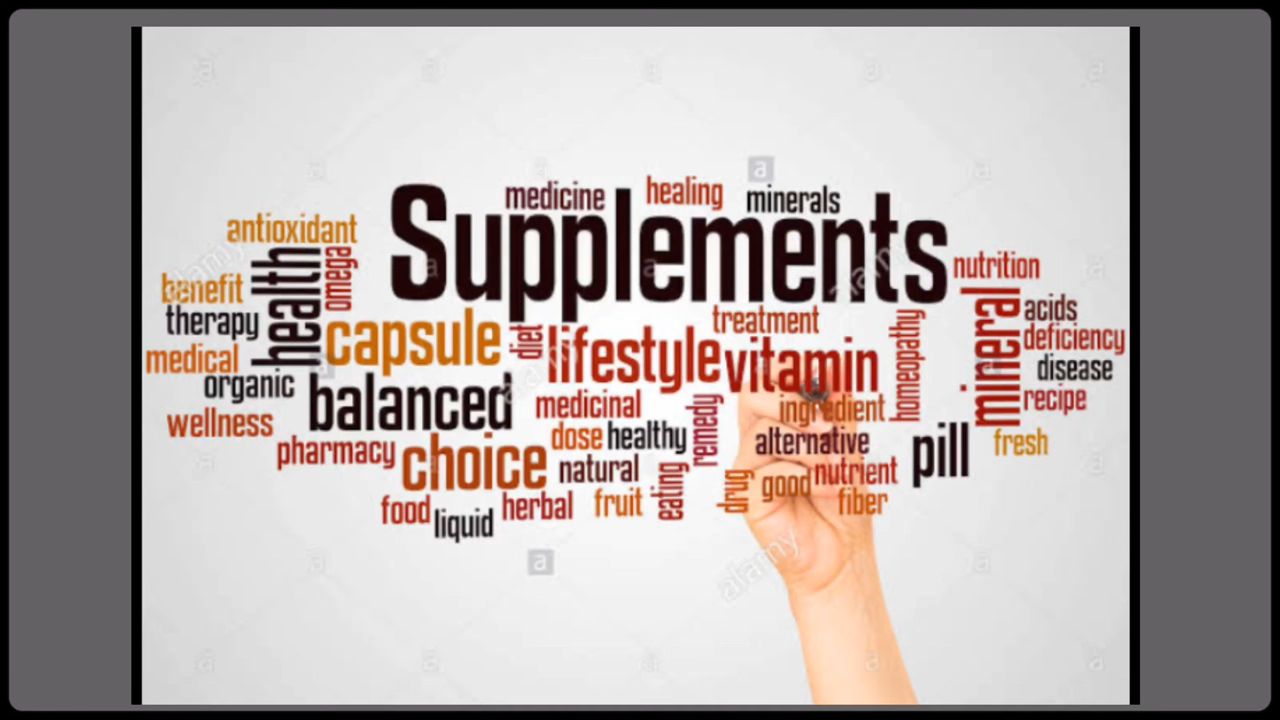 medicine healing minerals
Supplements
antioxidant
health
omega
benefit
therapy
medical
organic
wellness
capsule
diet
lifestyle
vitamin
treatment
homeopathy
nutrition
mineral
acids
deficiency
disease
recipe
fresh
balanced
medicinal
remedy
ingredient
pharmacy
choice
dose healthy
alternative
pill
natural
eating
drug
good
nutrient
fiber
food
liquid
herbal
fruit
a
alamy